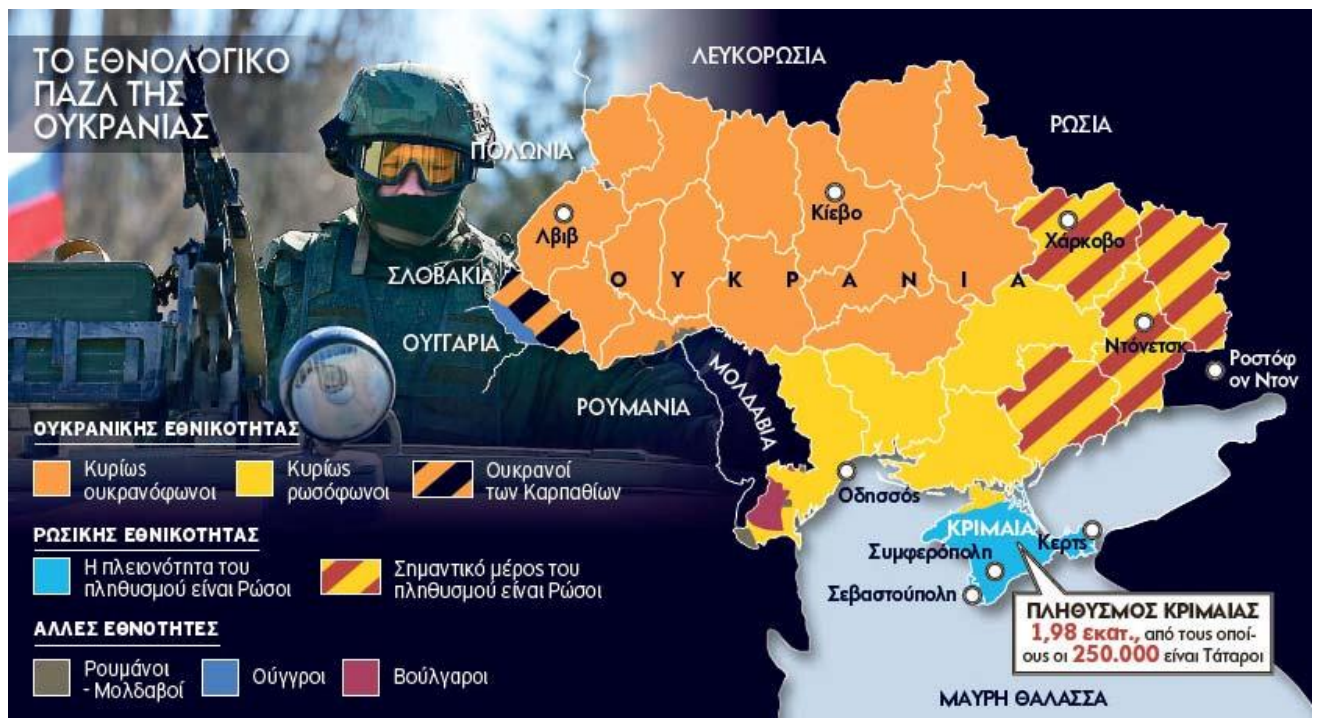 ΤΟ ΕΘΝΟΛΟΓΙΚΟ
ΠΑΖΛ ΤΗΣ
ΟΥΚΡΑΝΙΑΣ
ΛΕΥΚΟΡΩΣΙΑ
ΡΩΣΙΑ
ΠΟΛΩΝΙΑ
Κίεβο
Λβιβ
Χάρκοβο
ΣΛΟΒΑΚΙΑ
ΟΥΚΡΑΝΙΑ
ΟΥΓΓΑΡΙΑ
Ντόνετσκ
Ροστόφ
ον Ντον
ΜΟΛΔΑΒΙΑ
ΡΟΥΜΑΝΙΑ
Οδησσός
ΚΡΙΜΑΙΑ
Συμφερόπολη
Κερτς
Σεβαστούπολη
ΠΛΗΘΥΣΜΟΣ ΚΡΙΜΑΙΑΣ
1,98 εκατ., από τους οποί-
ους οι 250.000 είναι Τάταροι
ΜΑΥΡΗ ΘΑΛΑΣΣΑ
ΟΥΚΡΑΝΙΚΗΣ ΕΘΝΙΚΟΤΗΤΑΣ
Κυρίως
ουκρανόφωνοι
Κυρίως
ρωσόφωνοι
Ουκρανοί
των Καρπαθίων
ΡΩΣΙΚΗΣ ΕΘΝΙΚΟΤΗΤΑΣ
Η πλειονότητα του
πληθυσμού είναι Ρώσοι
Σημαντικό μέρος του
πληθυσμού είναι Ρώσοι
ΑΛΛΕΣ ΕΘΝΟΤΗΤΕΣ
Ρουμάνοι
- Μολδαβοί
Ούγγροι
Βούλγαροι